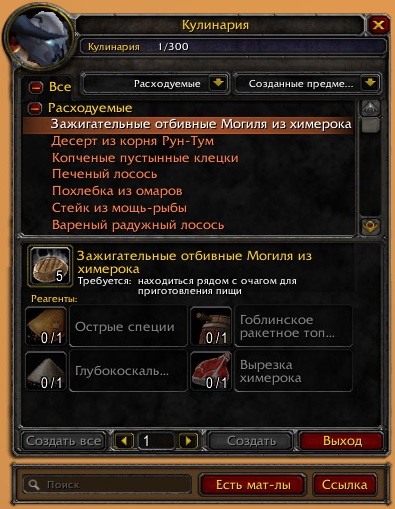 Кулинария
Кулинария 1/300
Все
Расходуемые
Созданные предме...
Расходуемые
Зажигательные отбивные Могиля из химерока
Десерт из корня Рун-Тум
Копченые пустынные клецки
Печеный лосось
Похлебка из омаров
Стейк из мощь-рыбы
Вареный радужный лосось
5
Зажигательные отбивные Могиля из
химерока
Требуется: находиться рядом с очагом для
приготовления пищи
Реагенты:
0/1
Острые специи
0/1
Гоблинское
ракетное топ...
0/1
Глубокоскаль...
0/1
Вырезка
химерока
Создать все
1
Создать
Выход
Поиск
Есть мат-лы
Ссылка